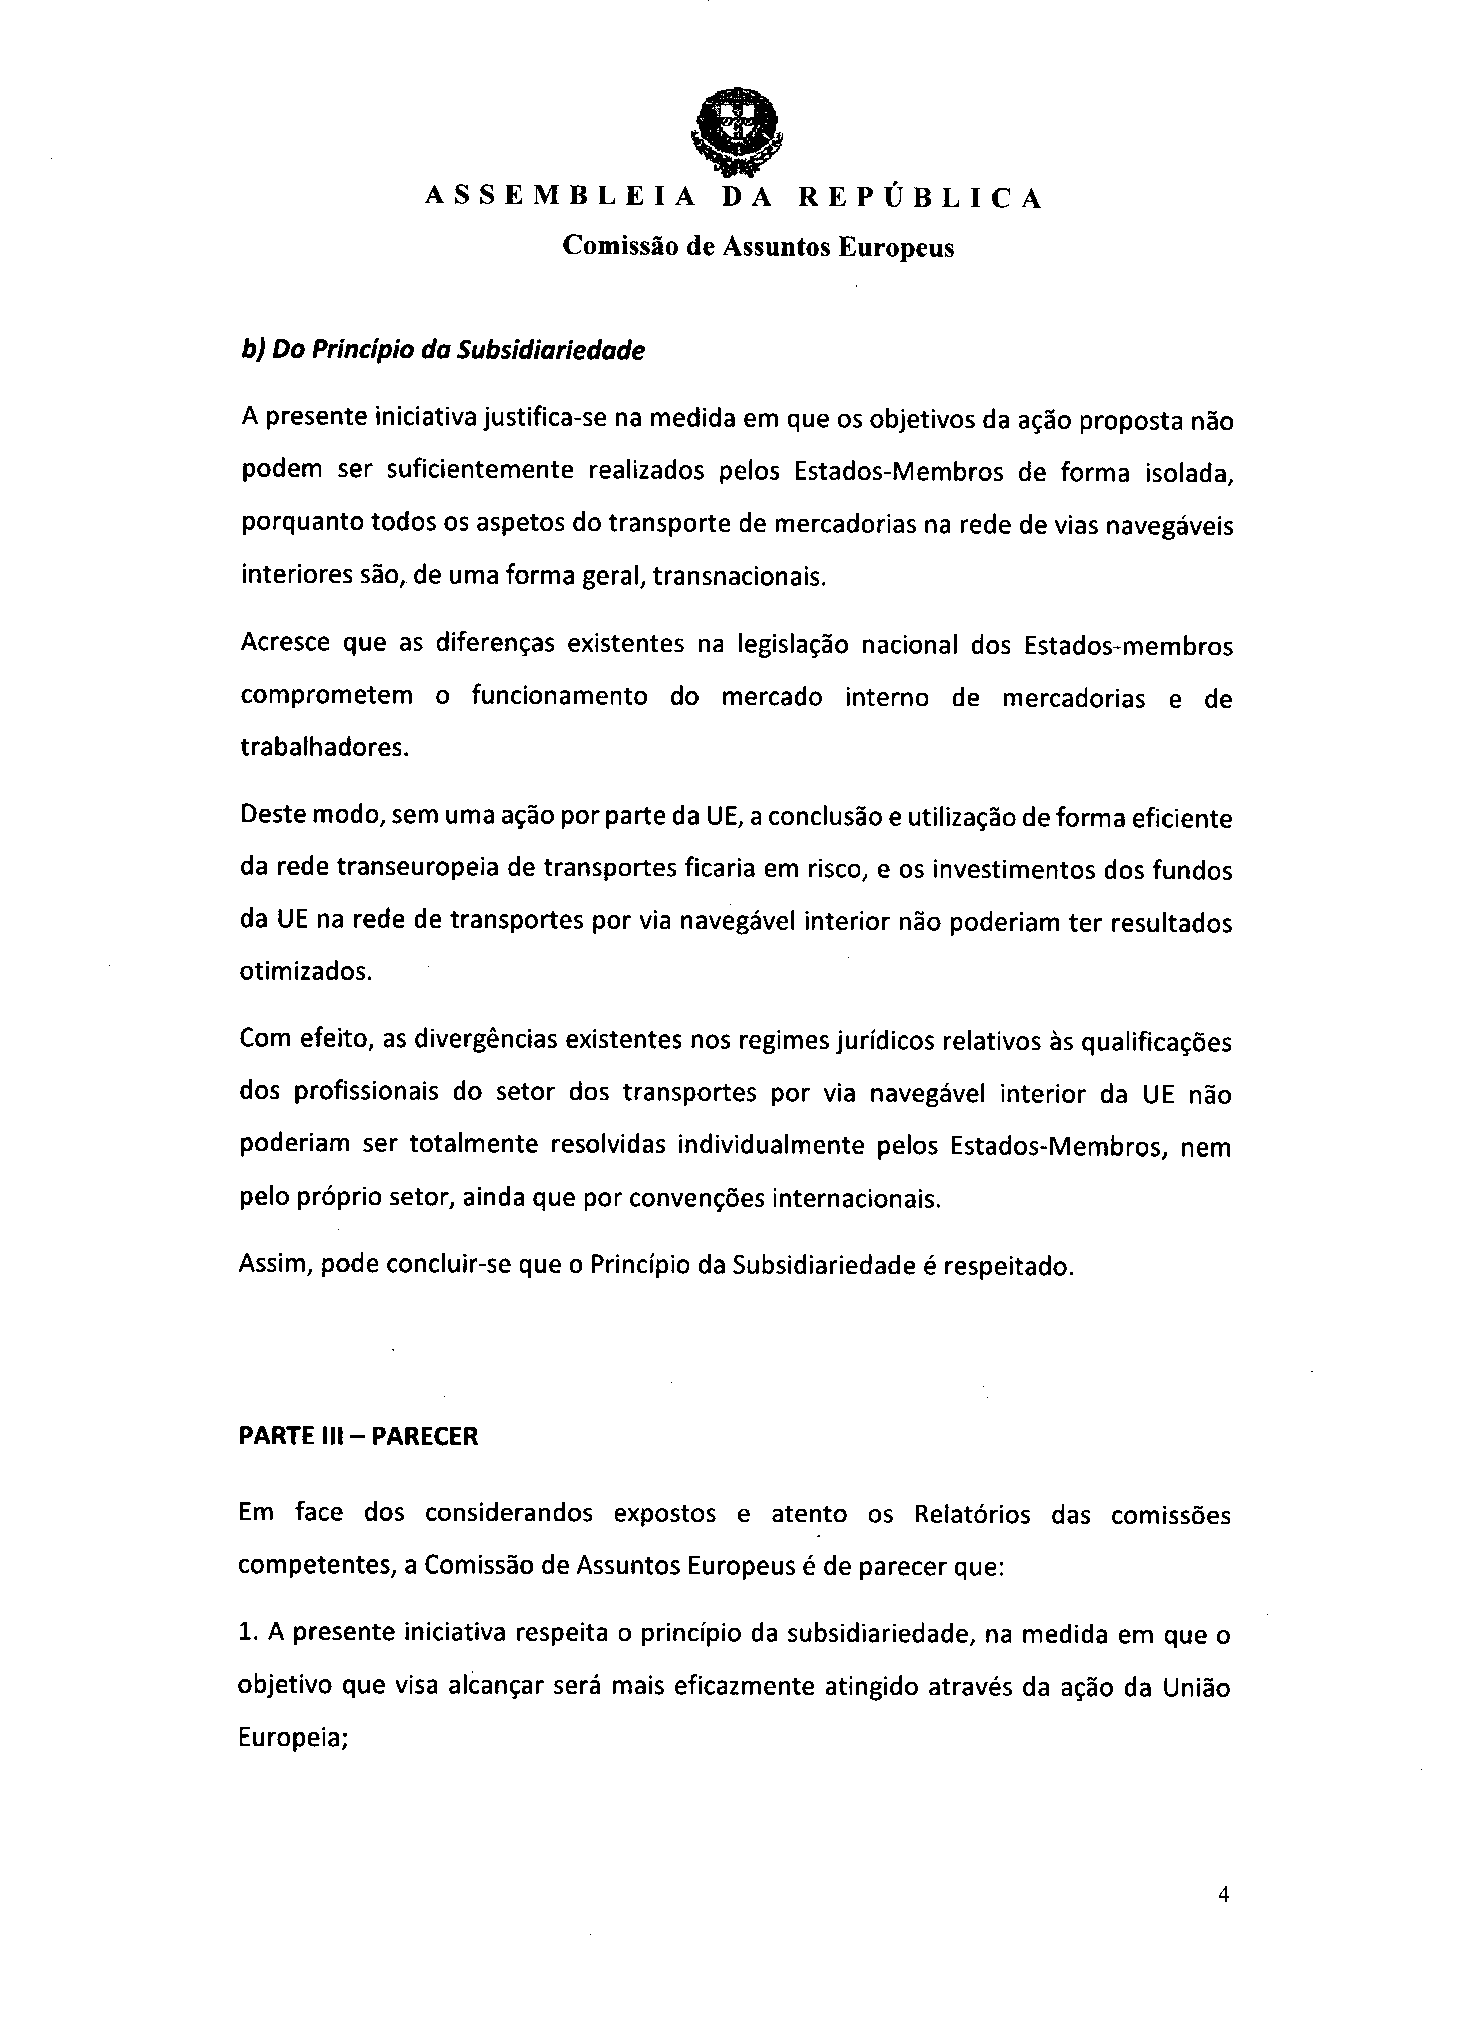 ASSEMBLEIA DA REPÚBLICA
Comissão de Assuntos Europeus
b) Do Princípio da Subsidiariedade
A presente iniciativa justifica-se na medida em que os objetivos da ação proposta não
podem ser suficientemente realizados pelos Estados-Membros de forma isolada,
porquanto todos os aspetos do transporte de mercadorias na rede de vias navegáveis
interiores são, de uma forma geral, transnacionais.
Acresce que as diferenças existentes na legislação nacional dos Estados-membros
comprometem o funcionamento do mercado interno de mercadorias e de
trabalhadores.
Deste modo, sem uma ação por parte da UE, a conclusão e utilização de forma eficiente
da rede transeuropeia de transportes ficaria em risco, e os investimentos dos fundos
da UE na rede de transportes por via navegável interior não poderiam ter resultados
otimizados.
Com efeito, as divergências existentes nos regimes jurídicos relativos às qualificações
dos profissionais do setor dos transportes por via navegável interior da UE não
poderiam ser totalmente resolvidas individualmente pelos Estados-Membros, nem
pelo próprio setor, ainda que por convenções internacionais.
Assim, pode concluir-se que o Princípio da Subsidiariedade é respeitado.
PARTE III – PARECER
Em face dos considerandos expostos e atento os Relatórios das comissões
competentes, a Comissão de Assuntos Europeus é de parecer que:
1. A presente iniciativa respeita o princípio da subsidiariedade, na medida em que o
objetivo que visa alcançar será mais eficazmente atingido através da ação da União
Europeia;
4